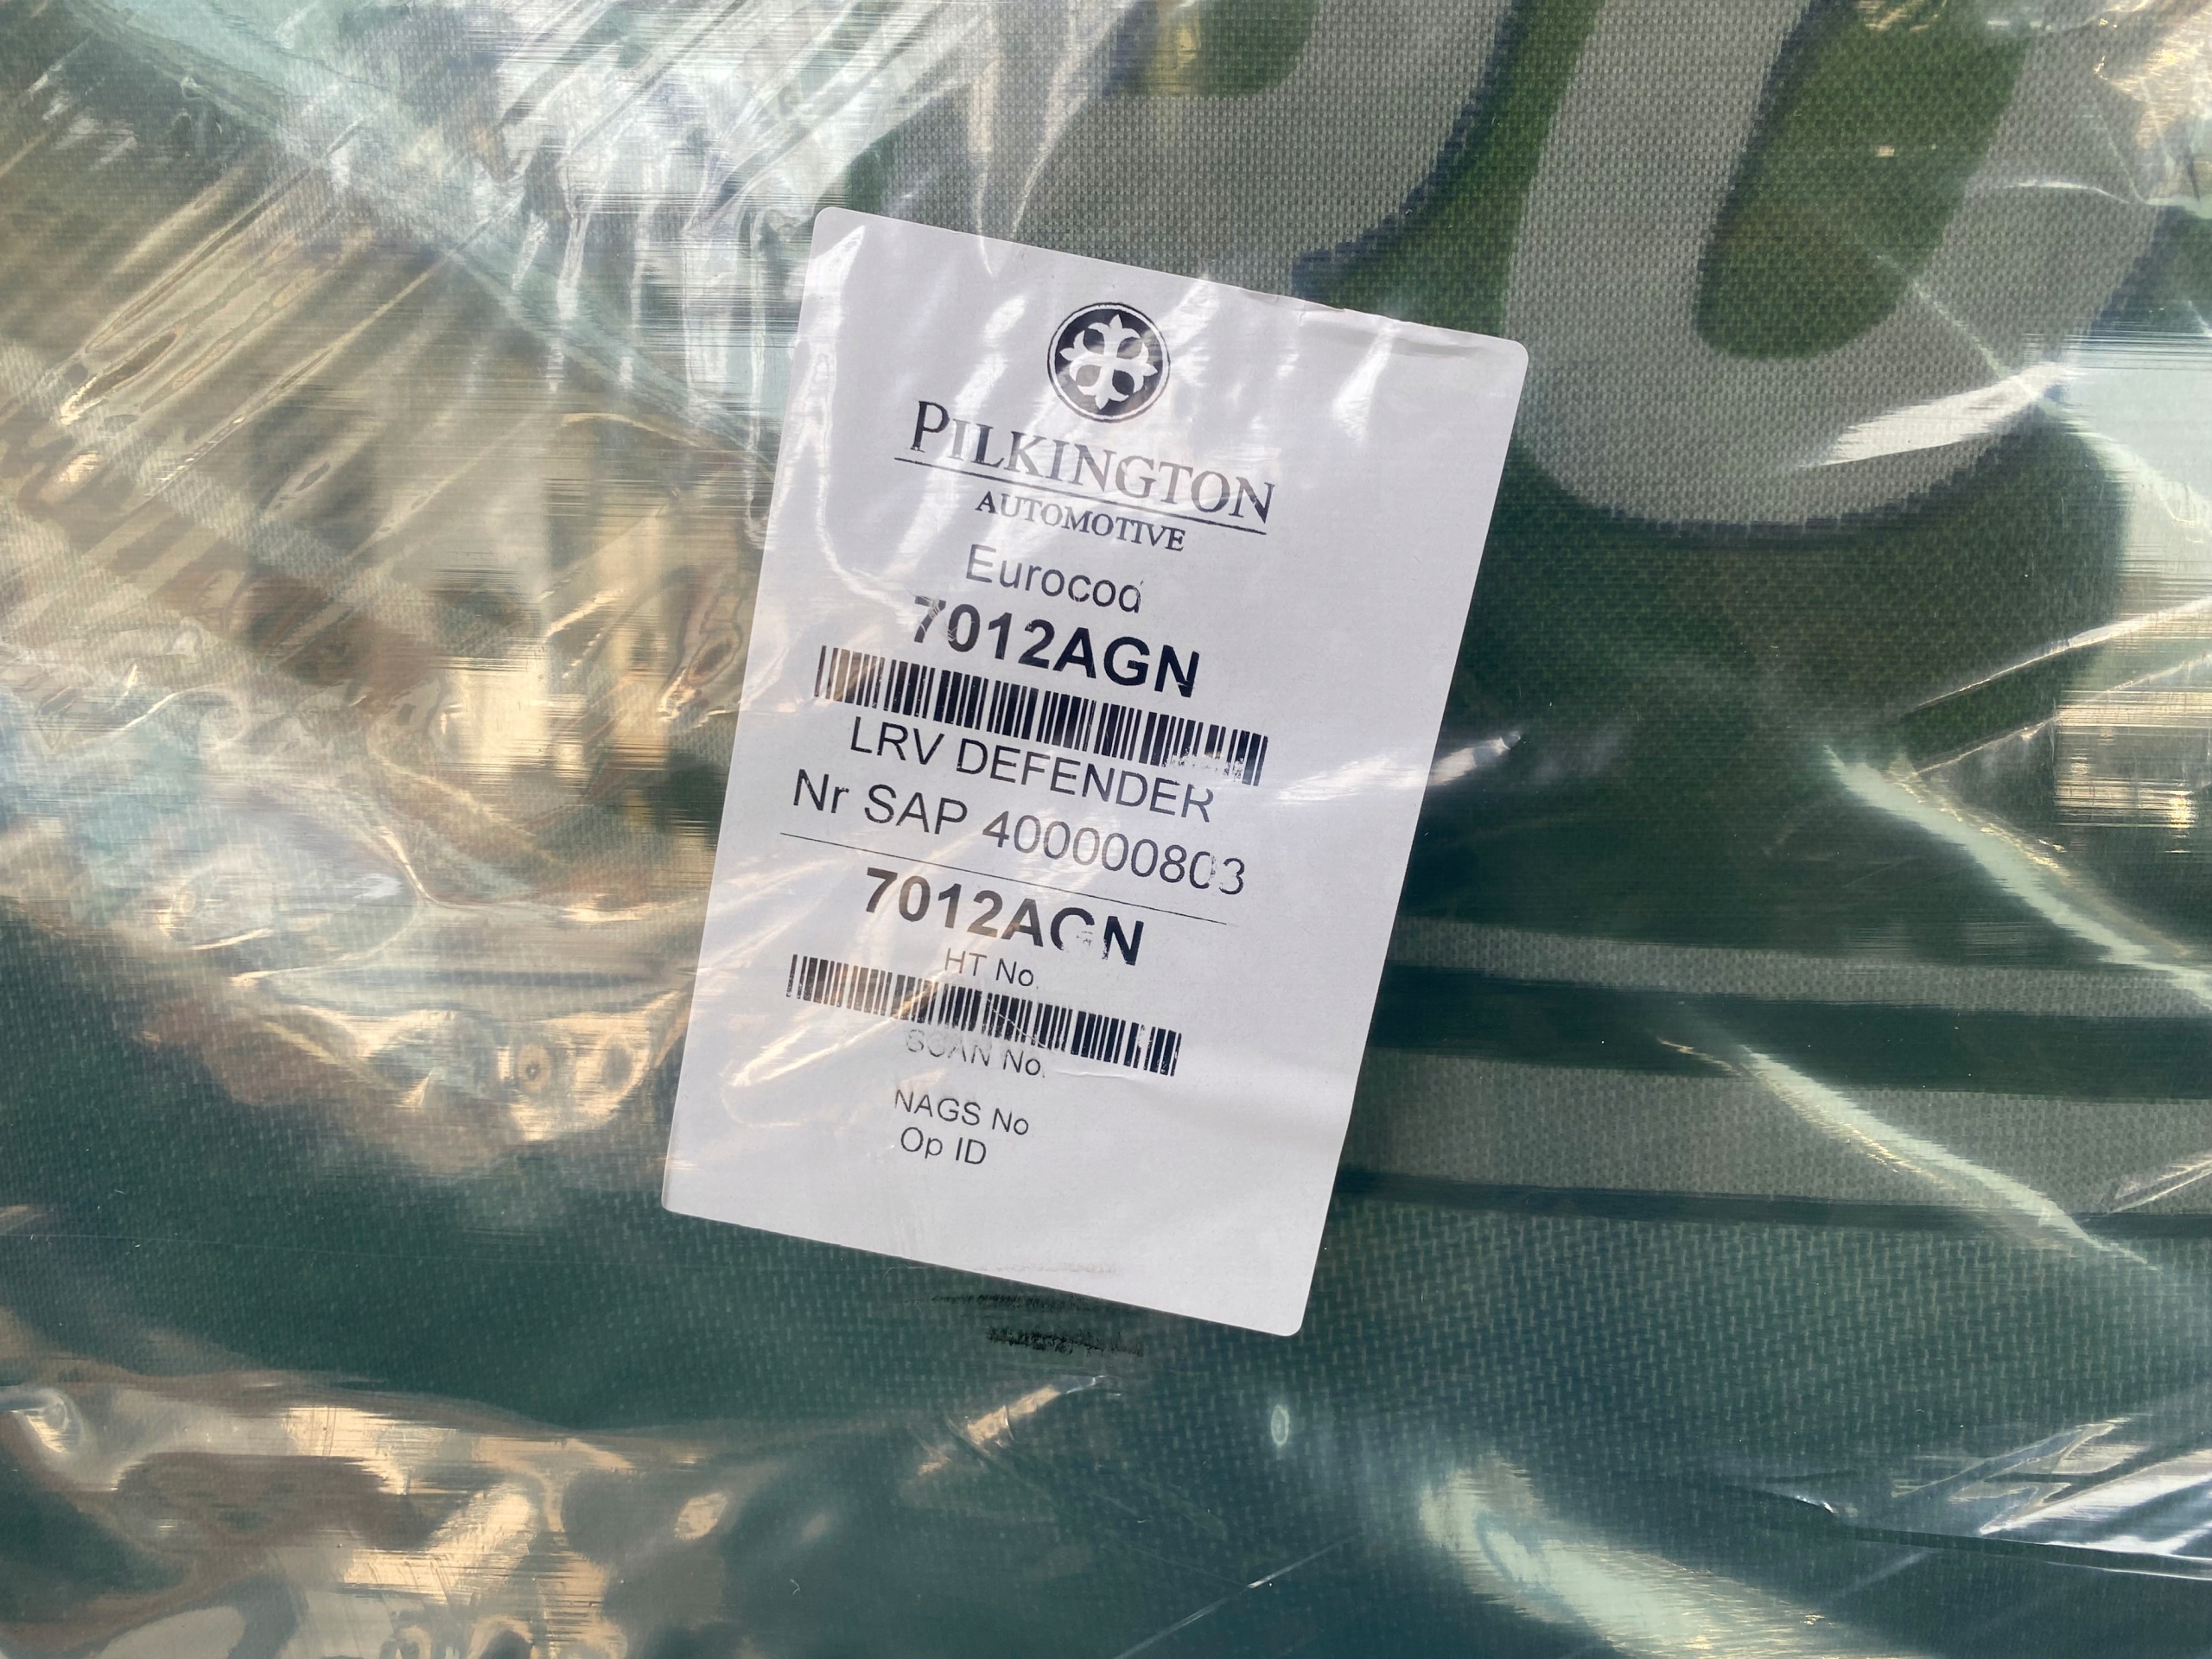 PILKINGTON
AUTOMOTIVE
Eurocod
7012AGN
LRV DEFENDER
Nr SAP 400000803
7012AGN
HT No.
SCAN No.
NAGS No
Op ID